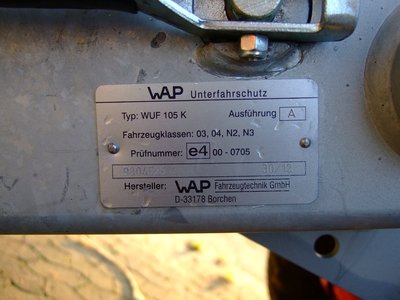 WAP Unterfahrschutz
Typ: WUF 105 K Ausführung A
Fahrzeugklassen: 03, 04, N2, N3
Prüfnummer: e4 00 - 0705
Hersteller: WAP Fahrzeugtechnik GmbH
D-33178 Borchen